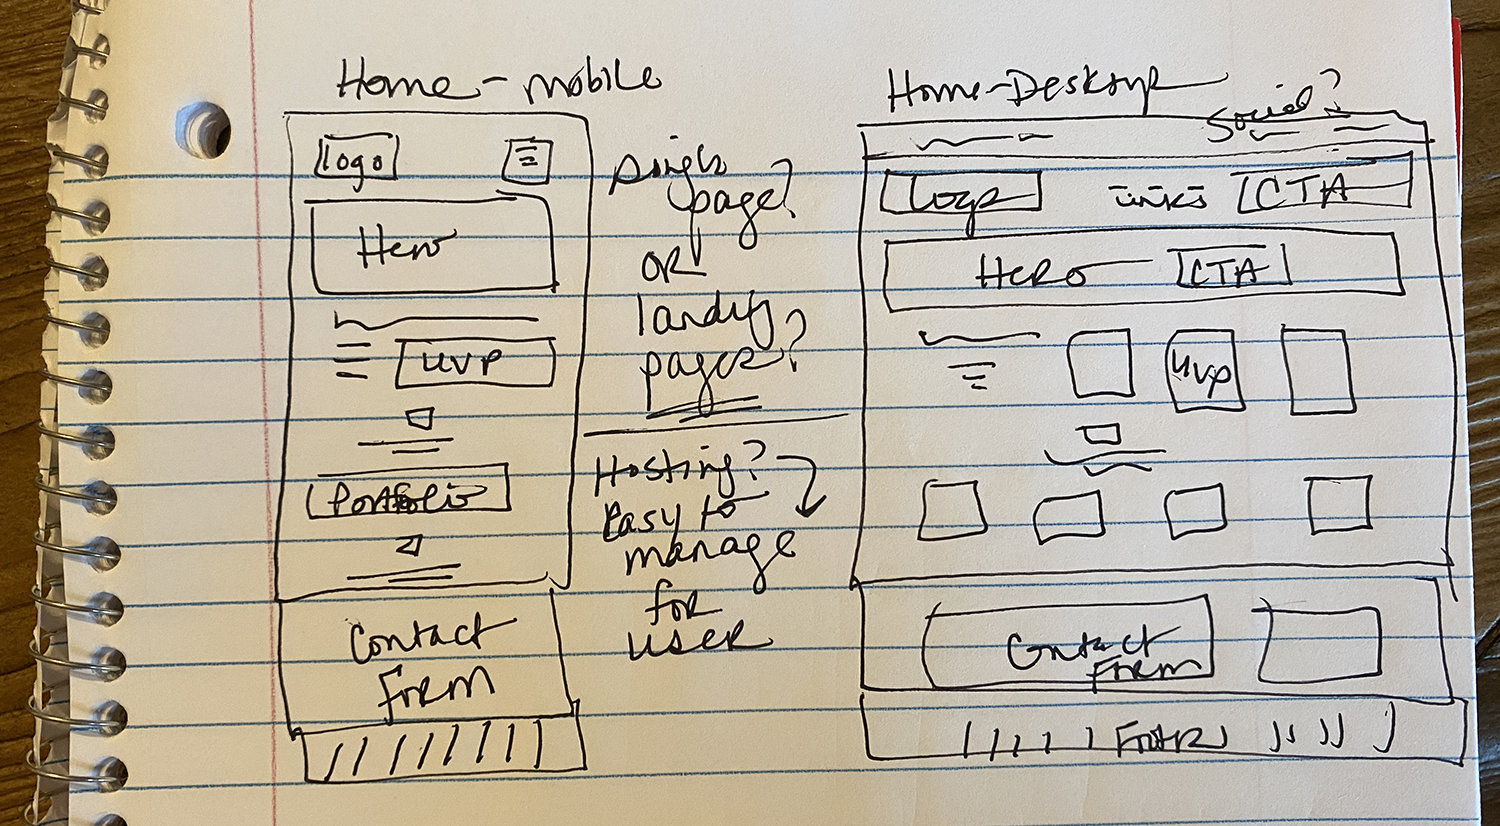 Home - mobile
logo
Hero
UVP
Portfolio
Contact
Form
Single
page?
OR
landing
pages?
Hosting?
easy to
manage
for
user
Home-Desktop
Social?
Logo
links
CTA
Hero
CTA
UVP
Contact
Form
Footer